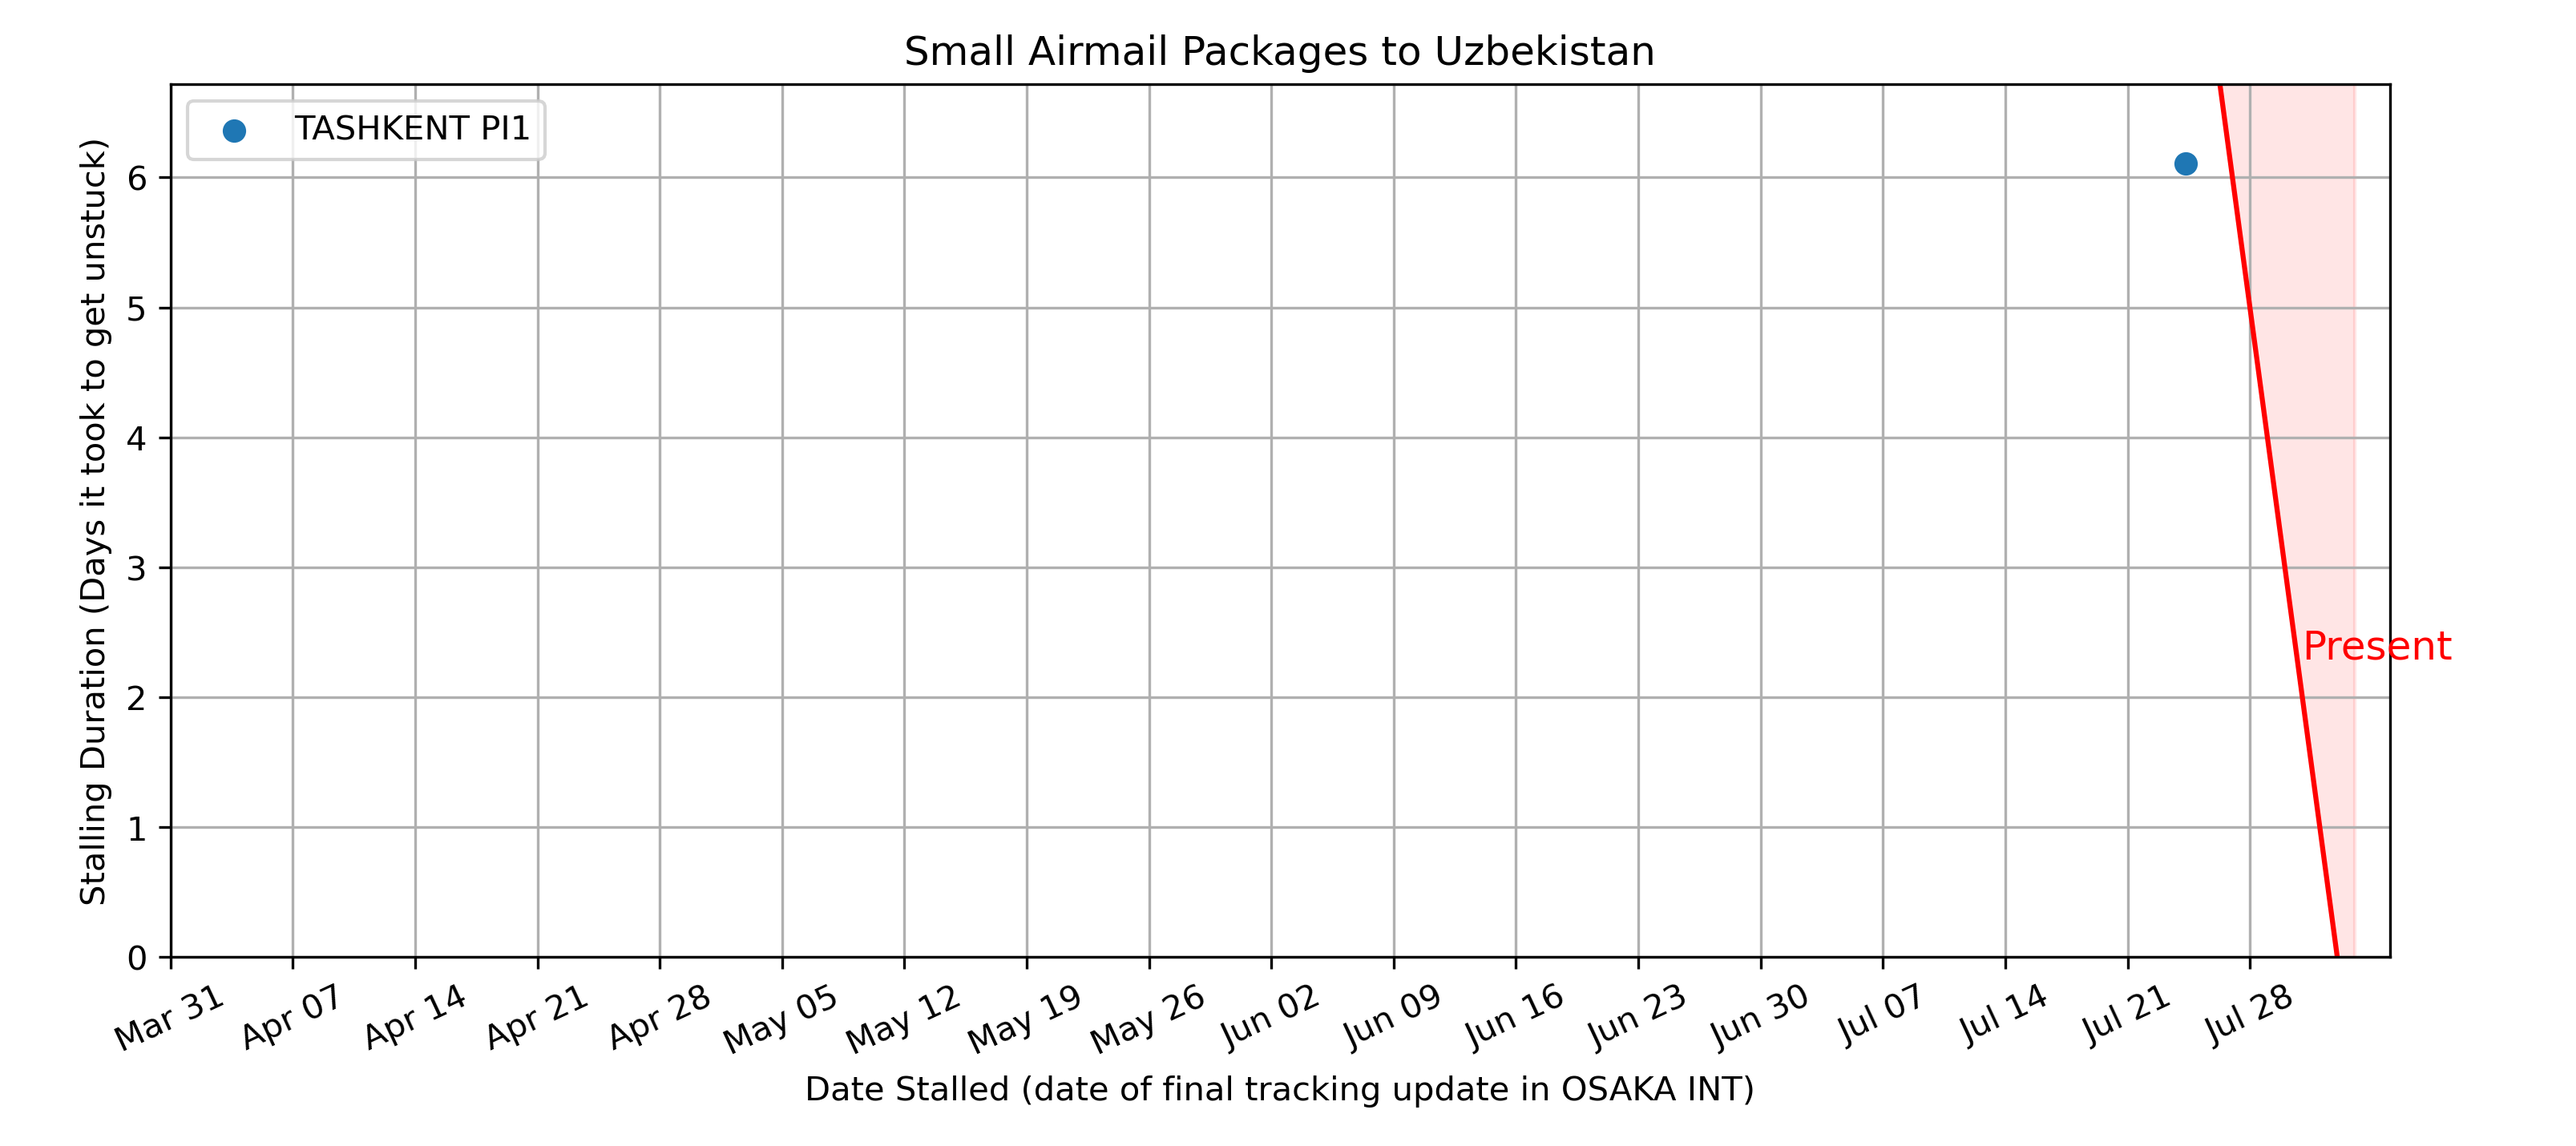 Small Airmail Packages to Uzbekistan
TASHKENT PI1
Stalling Duration (Days it took to get unstuck)
6
5
4
3
2
1
0
Present
Mar 31 Apr 07 Apr 14 Apr 21 Apr 28 May 05 May 12 May 19 May 26 Jun 02 Jun 09 Jun 16 Jun 23 Jun 30 Jul 07 Jul 14 Jul 21 Jul 28
Date Stalled (date of final tracking update in OSAKA INT)